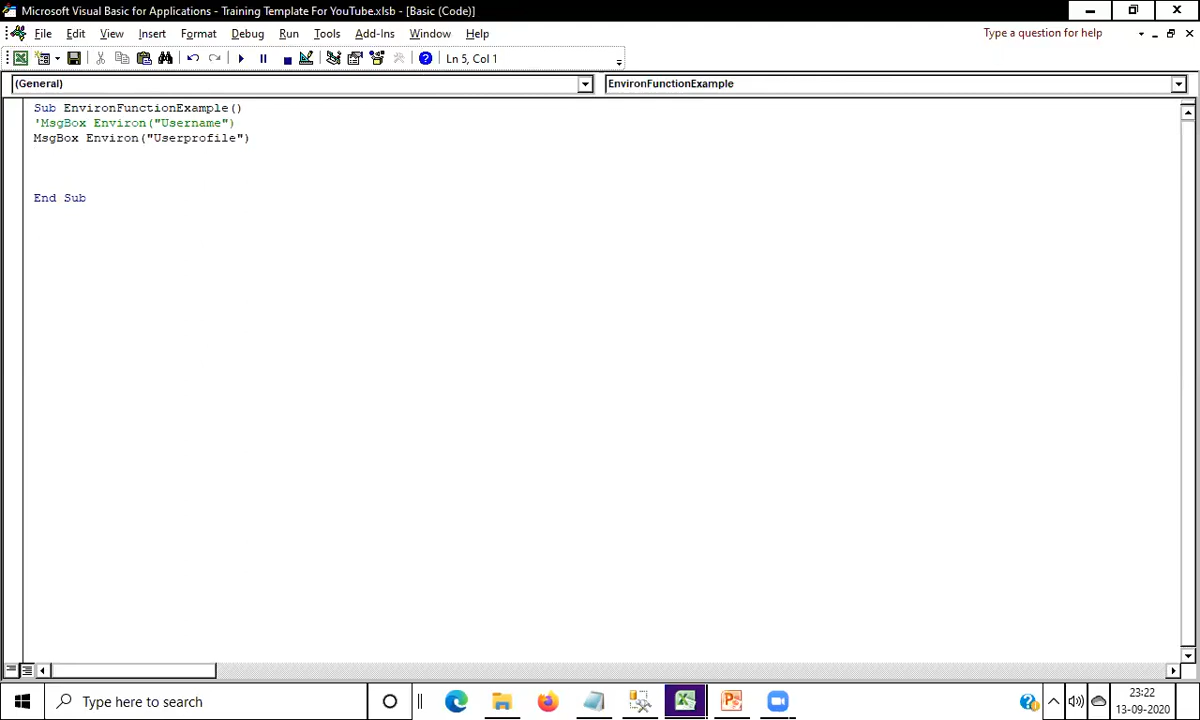 Microsoft Visual Basic for Applications - Training Template For YouTube.xlsb - [Basic (Code)]
File Edit View Insert Format Debug Run Tools Add-Ins Window Help
Type a question for help
Ln 5, Col 1
(General)
EnvironFunctionExample
Sub EnvironFunctionExample()
'MsgBox Environ("Username")
MsgBox Environ("Userprofile")
End Sub
Type here to search
23:22
13-09-2020